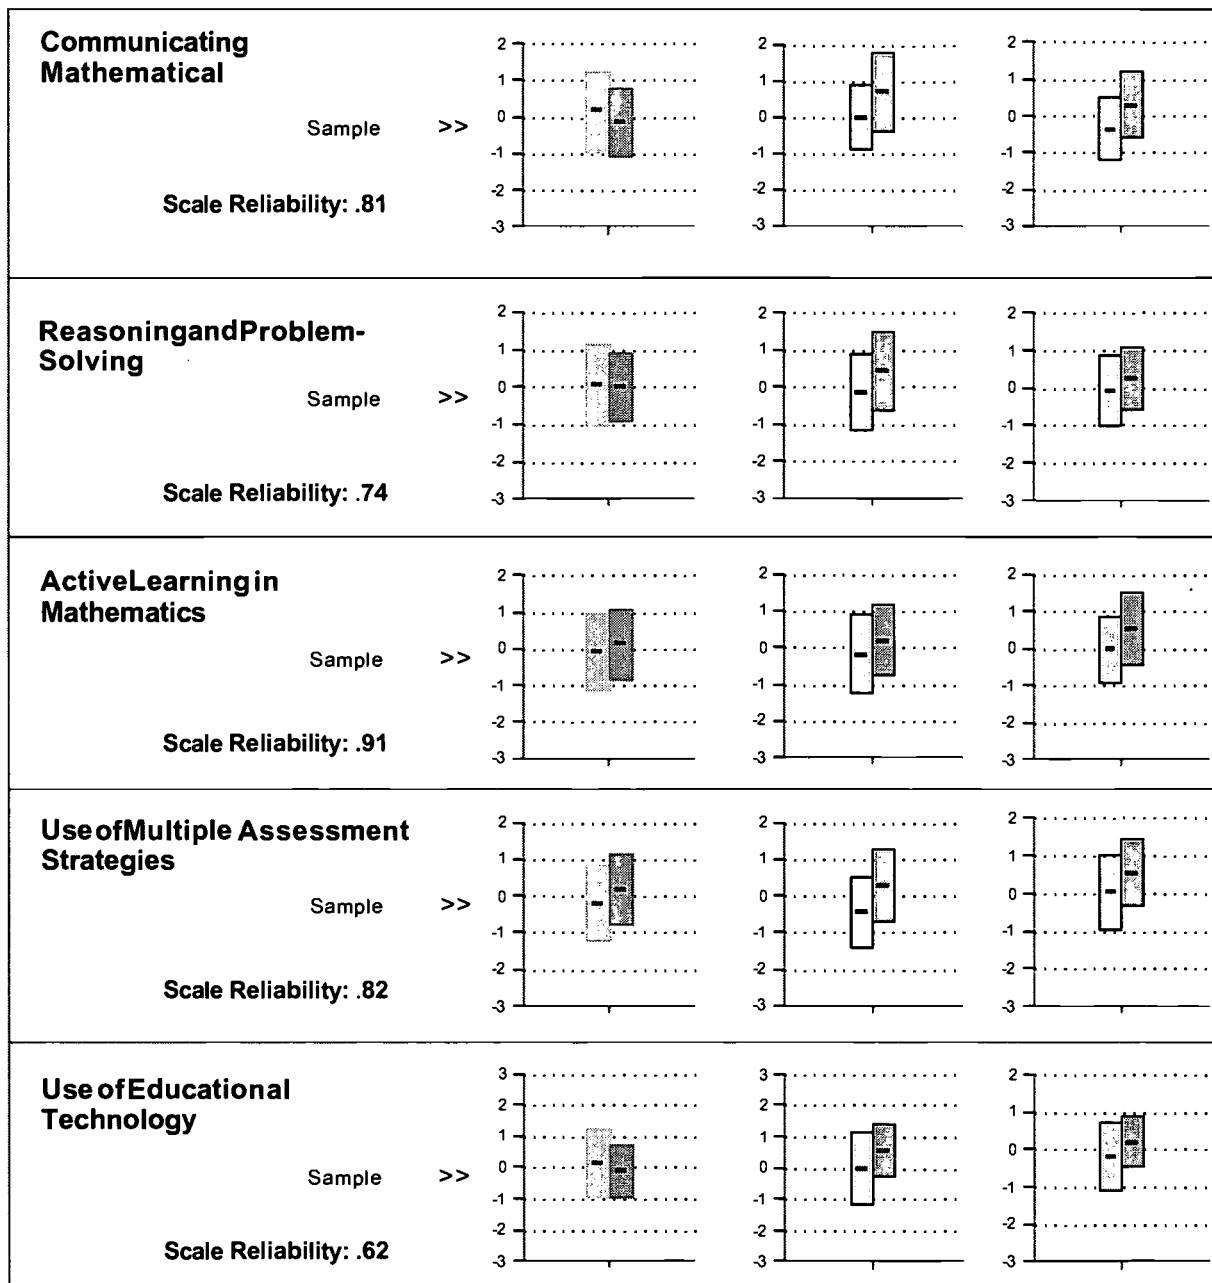 Communicating
Mathematical
Sample >>
Scale Reliability: .81
2 2 2
1 1 1
0 0 0
-1 -1 -1
-2 -2 -2
-3 -3 -3
ReasoningandProblem-
Solving
Sample >>
Scale Reliability: .74
2 2 2
1 1 1
0 0 0
-1 -1 -1
-2 -2 -2
-3 -3 -3
ActiveLearningin
Mathematics
Sample >>
Scale Reliability: .91
2 2 2
1 1 1
0 0 0
-1 -1 -1
-2 -2 -2
-3 -3 -3
UseofMultiple Assessment
Strategies
Sample >>
Scale Reliability: .82
2 2 2
1 1 1
0 0 0
-1 -1 -1
-2 -2 -2
-3 -3 -3
UseofEducational
Technology
Sample >>
Scale Reliability: .62
3 3 2
2 2 1
1 1 0
0 0 -1
-1 -1 -2
-3 -3 -3